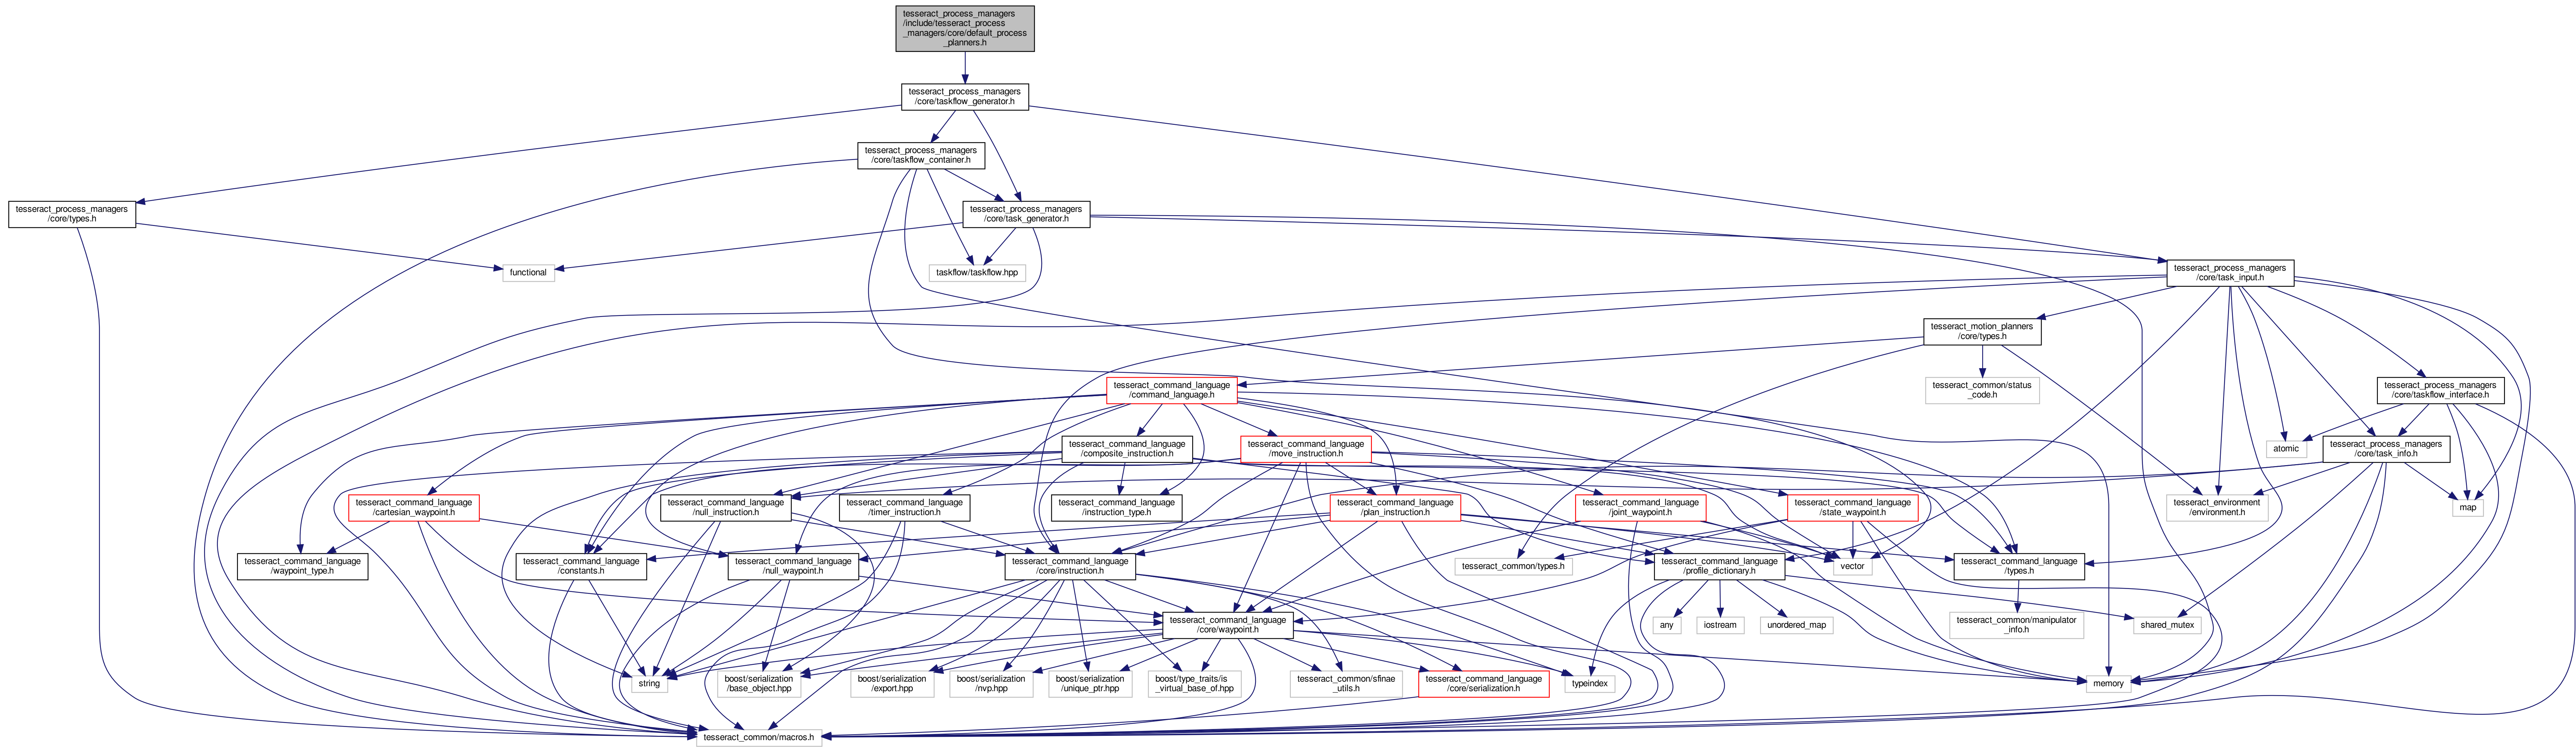 tesseract_process_managers
/include/tesseract_process
_managers/core/default_process
_planners.h
tesseract_process_managers
/core/taskflow_generator.h
tesseract_process_managers
/core/taskflow_container.h
tesseract_process_managers
/core/types.h
tesseract_process_managers
/core/task_generator.h
functional
taskflow/taskflow.hpp
tesseract_process_managers
/core/task_input.h
tesseract_motion_planners
/core/types.h
tesseract_command_language
/command_language.h
tesseract_common/status
_code.h
tesseract_process_managers
/core/taskflow_interface.h
tesseract_command_language
/composite_instruction.h
tesseract_command_language
/move_instruction.h
atomic
tesseract_process_managers
/core/task_info.h
tesseract_command_language
/cartesian_waypoint.h
tesseract_command_language
/null_instruction.h
tesseract_command_language
/timer_instruction.h
tesseract_command_language
/instruction_type.h
tesseract_command_language
/plan_instruction.h
tesseract_command_language
/joint_waypoint.h
tesseract_command_language
/state_waypoint.h
tesseract_environment
/environment.h
map
tesseract_command_language
/waypoint_type.h
tesseract_command_language
/constants.h
tesseract_command_language
/null_waypoint.h
tesseract_command_language
/core/instruction.h
tesseract_common/types.h
tesseract_command_language
/profile_dictionary.h
vector
tesseract_command_language
/types.h
tesseract_command_language
/core/waypoint.h
any
iostream
unordered_map
tesseract_common/manipulator
_info.h
shared_mutex
string
boost/serialization
/base_object.hpp
boost/serialization
/export.hpp
boost/serialization
/nvp.hpp
boost/serialization
/unique_ptr.hpp
boost/type_traits/is
_virtual_base_of.hpp
tesseract_common/sfinae
_utils.h
tesseract_command_language
/core/serialization.h
typeindex
memory
tesseract_common/macros.h